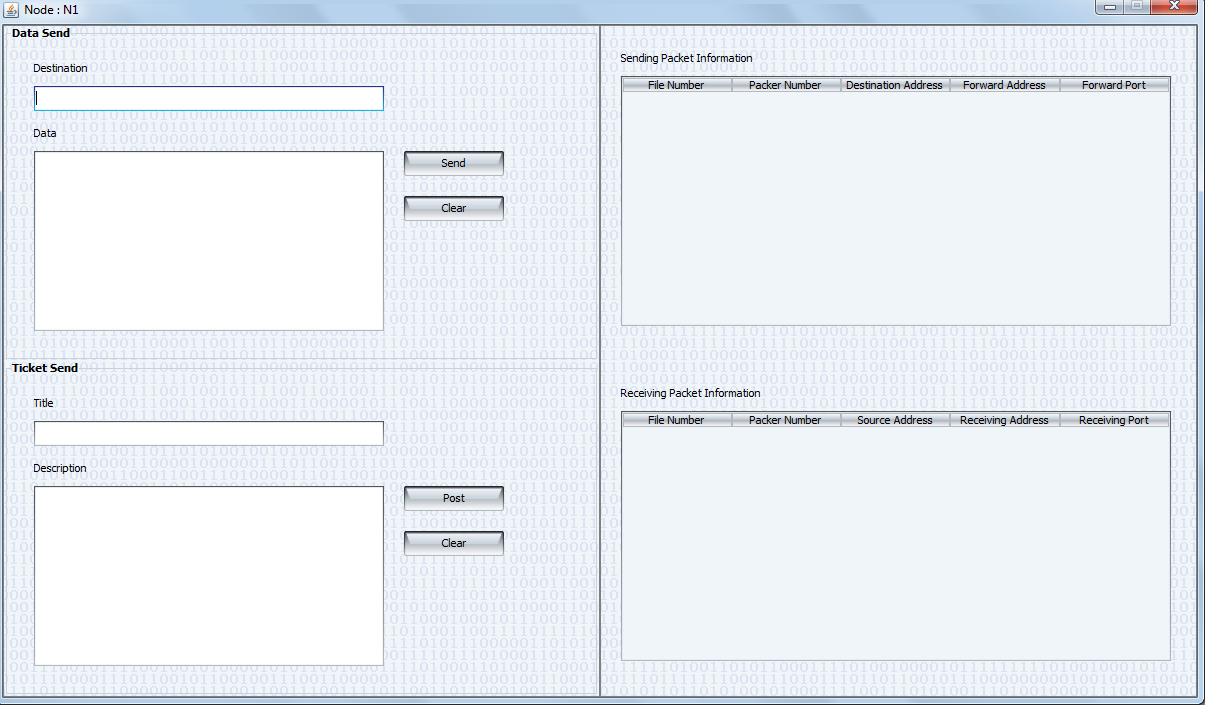 Node : N1
Data Send
Destination
Data
Send
Clear
Ticket Send
Title
Description
Post
Clear
Sending Packet Information
File Number Packer Number Destination Address Forward Address Forward Port
Receiving Packet Information
File Number Packer Number Source Address Receiving Address Receiving Port